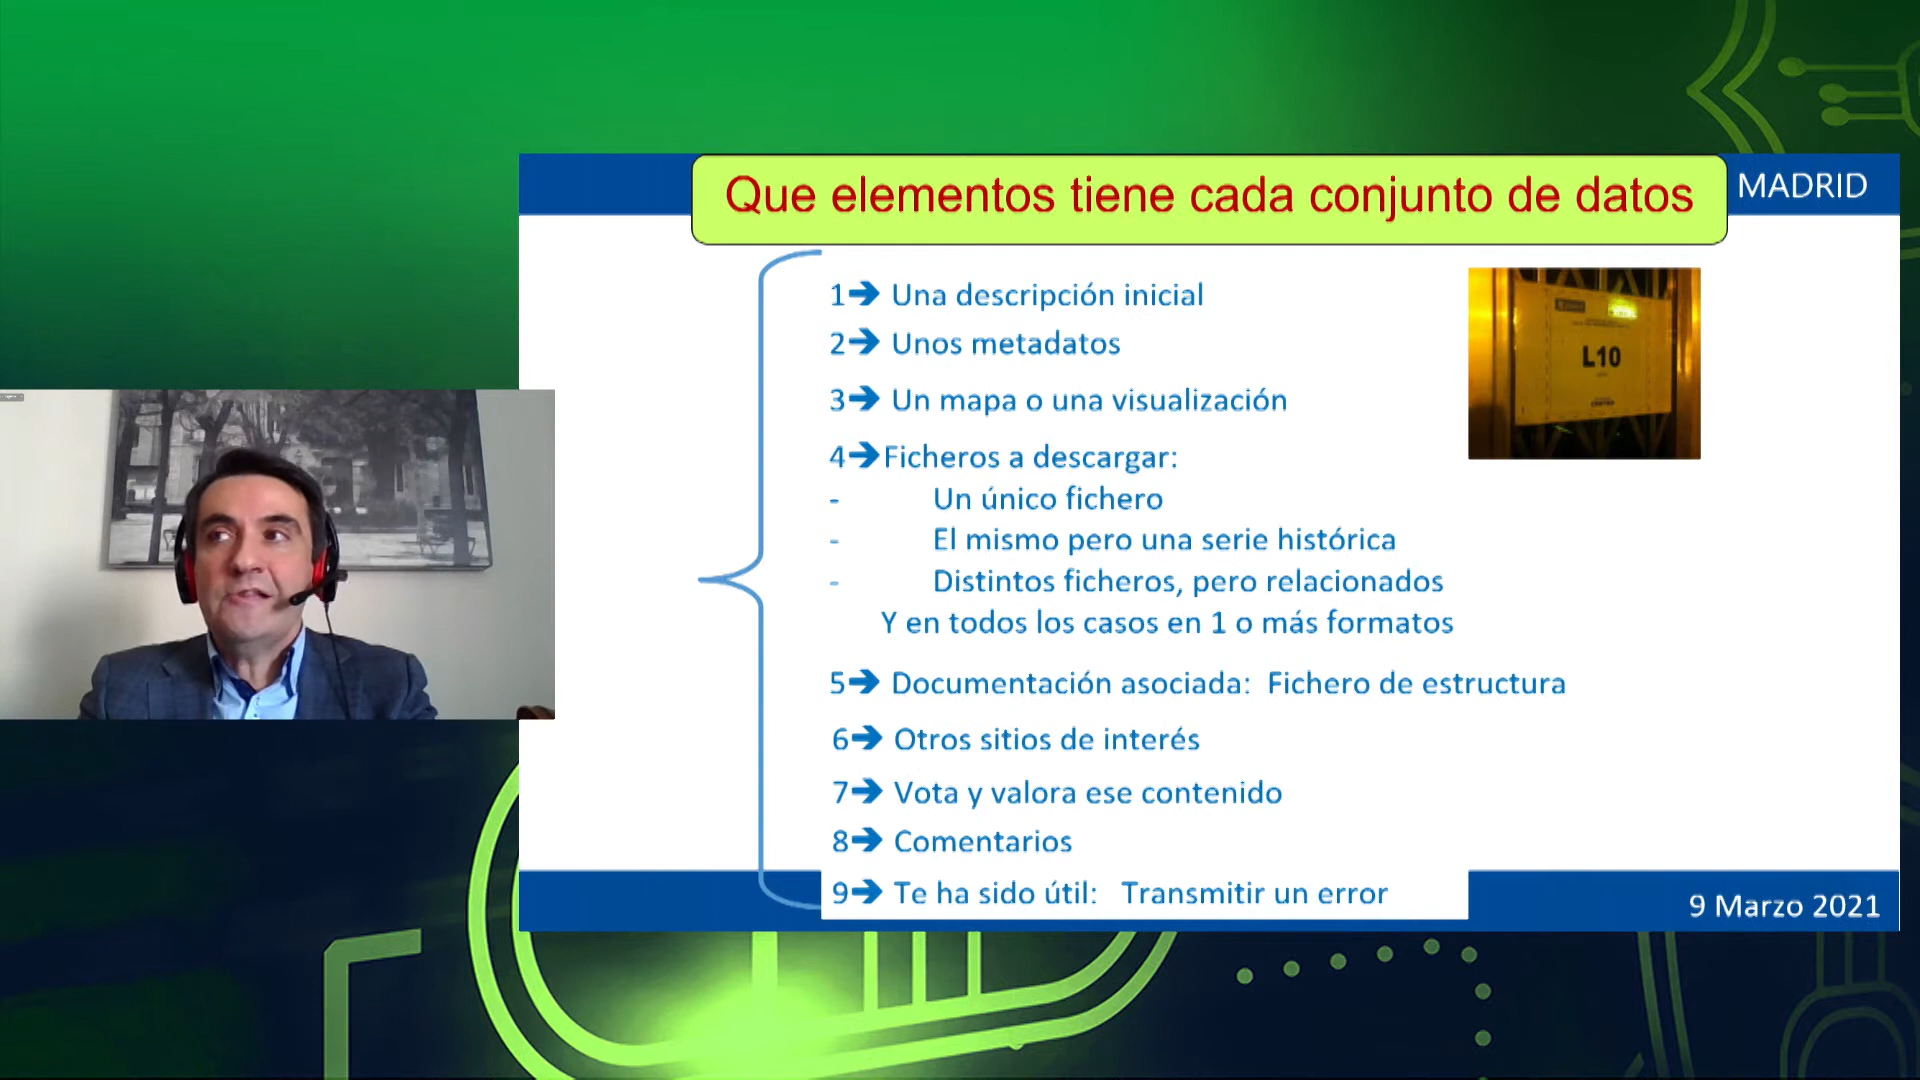 Que elementos tiene cada conjunto de datos
MADRID
1➔ Una descripción inicial
2➔ Unos metadatos
3➔ Un mapa o una visualización
4➔Ficheros a descargar:
- Un único fichero
- El mismo pero una serie histórica
- Distintos ficheros, pero relacionados
Y en todos los casos en 1 o más formatos
5➔ Documentación asociada: Fichero de estructura
6➔ Otros sitios de interés
7➔ Vota y valora ese contenido
8➔ Comentarios
9➔ Te ha sido útil: Transmitir un error
L10
9 Marzo 2021